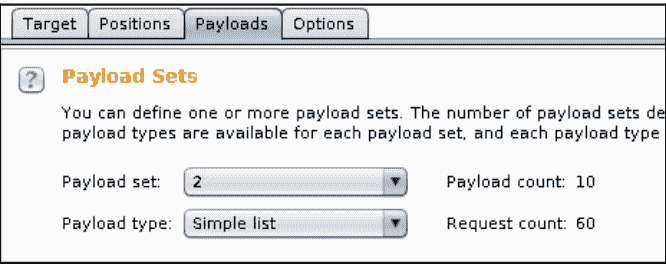 Target Positions Payloads Options
? Payload Sets
You can define one or more payload sets. The number of payload sets de
payload types are available for each payload set, and each payload type
Payload set: 2 Payload count: 10
Payload type: Simple list Request count: 60